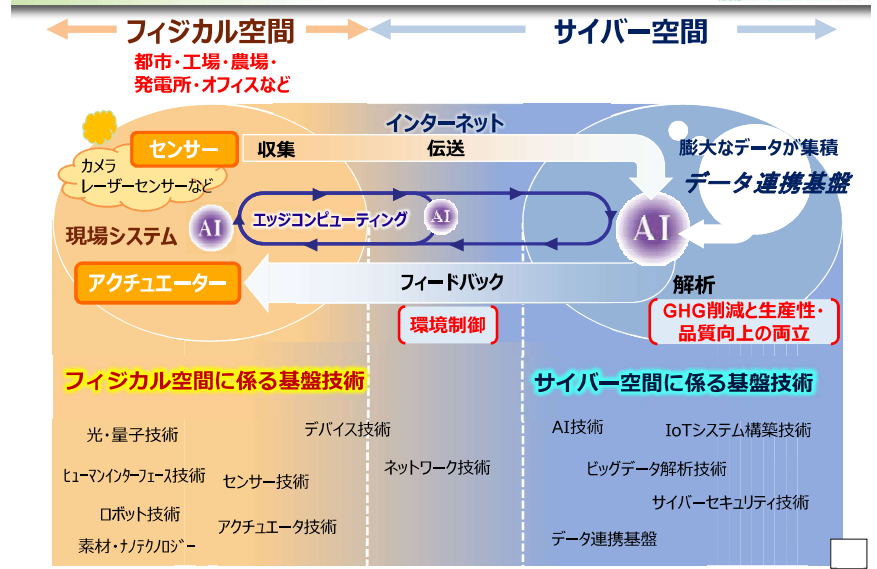 フィジカル空間
サイバー空間
都市・工場・農場・
発電所・オフィスなど
インターネット
センサー
収集
伝送
膨大なデータが集積
データ連携基盤
カメラ
レーザーセンサーなど
エッジコンピューティング
AI
AI
AI
現場システム
アクチュエーター
フィードバック
解析
環境制御
GHG削減と生産性・
品質向上の両立
フィジカル空間に係る基盤技術
サイバー空間に係る基盤技術
光・量子技術
デバイス技術
ヒューマンインターフェース技術
センサー技術
ロボット技術
アクチュエータ技術
素材・ナノテクノロジー
ネットワーク技術
AI技術
IoTシステム構築技術
ビッグデータ解析技術
サイバーセキュリティ技術
データ連携基盤